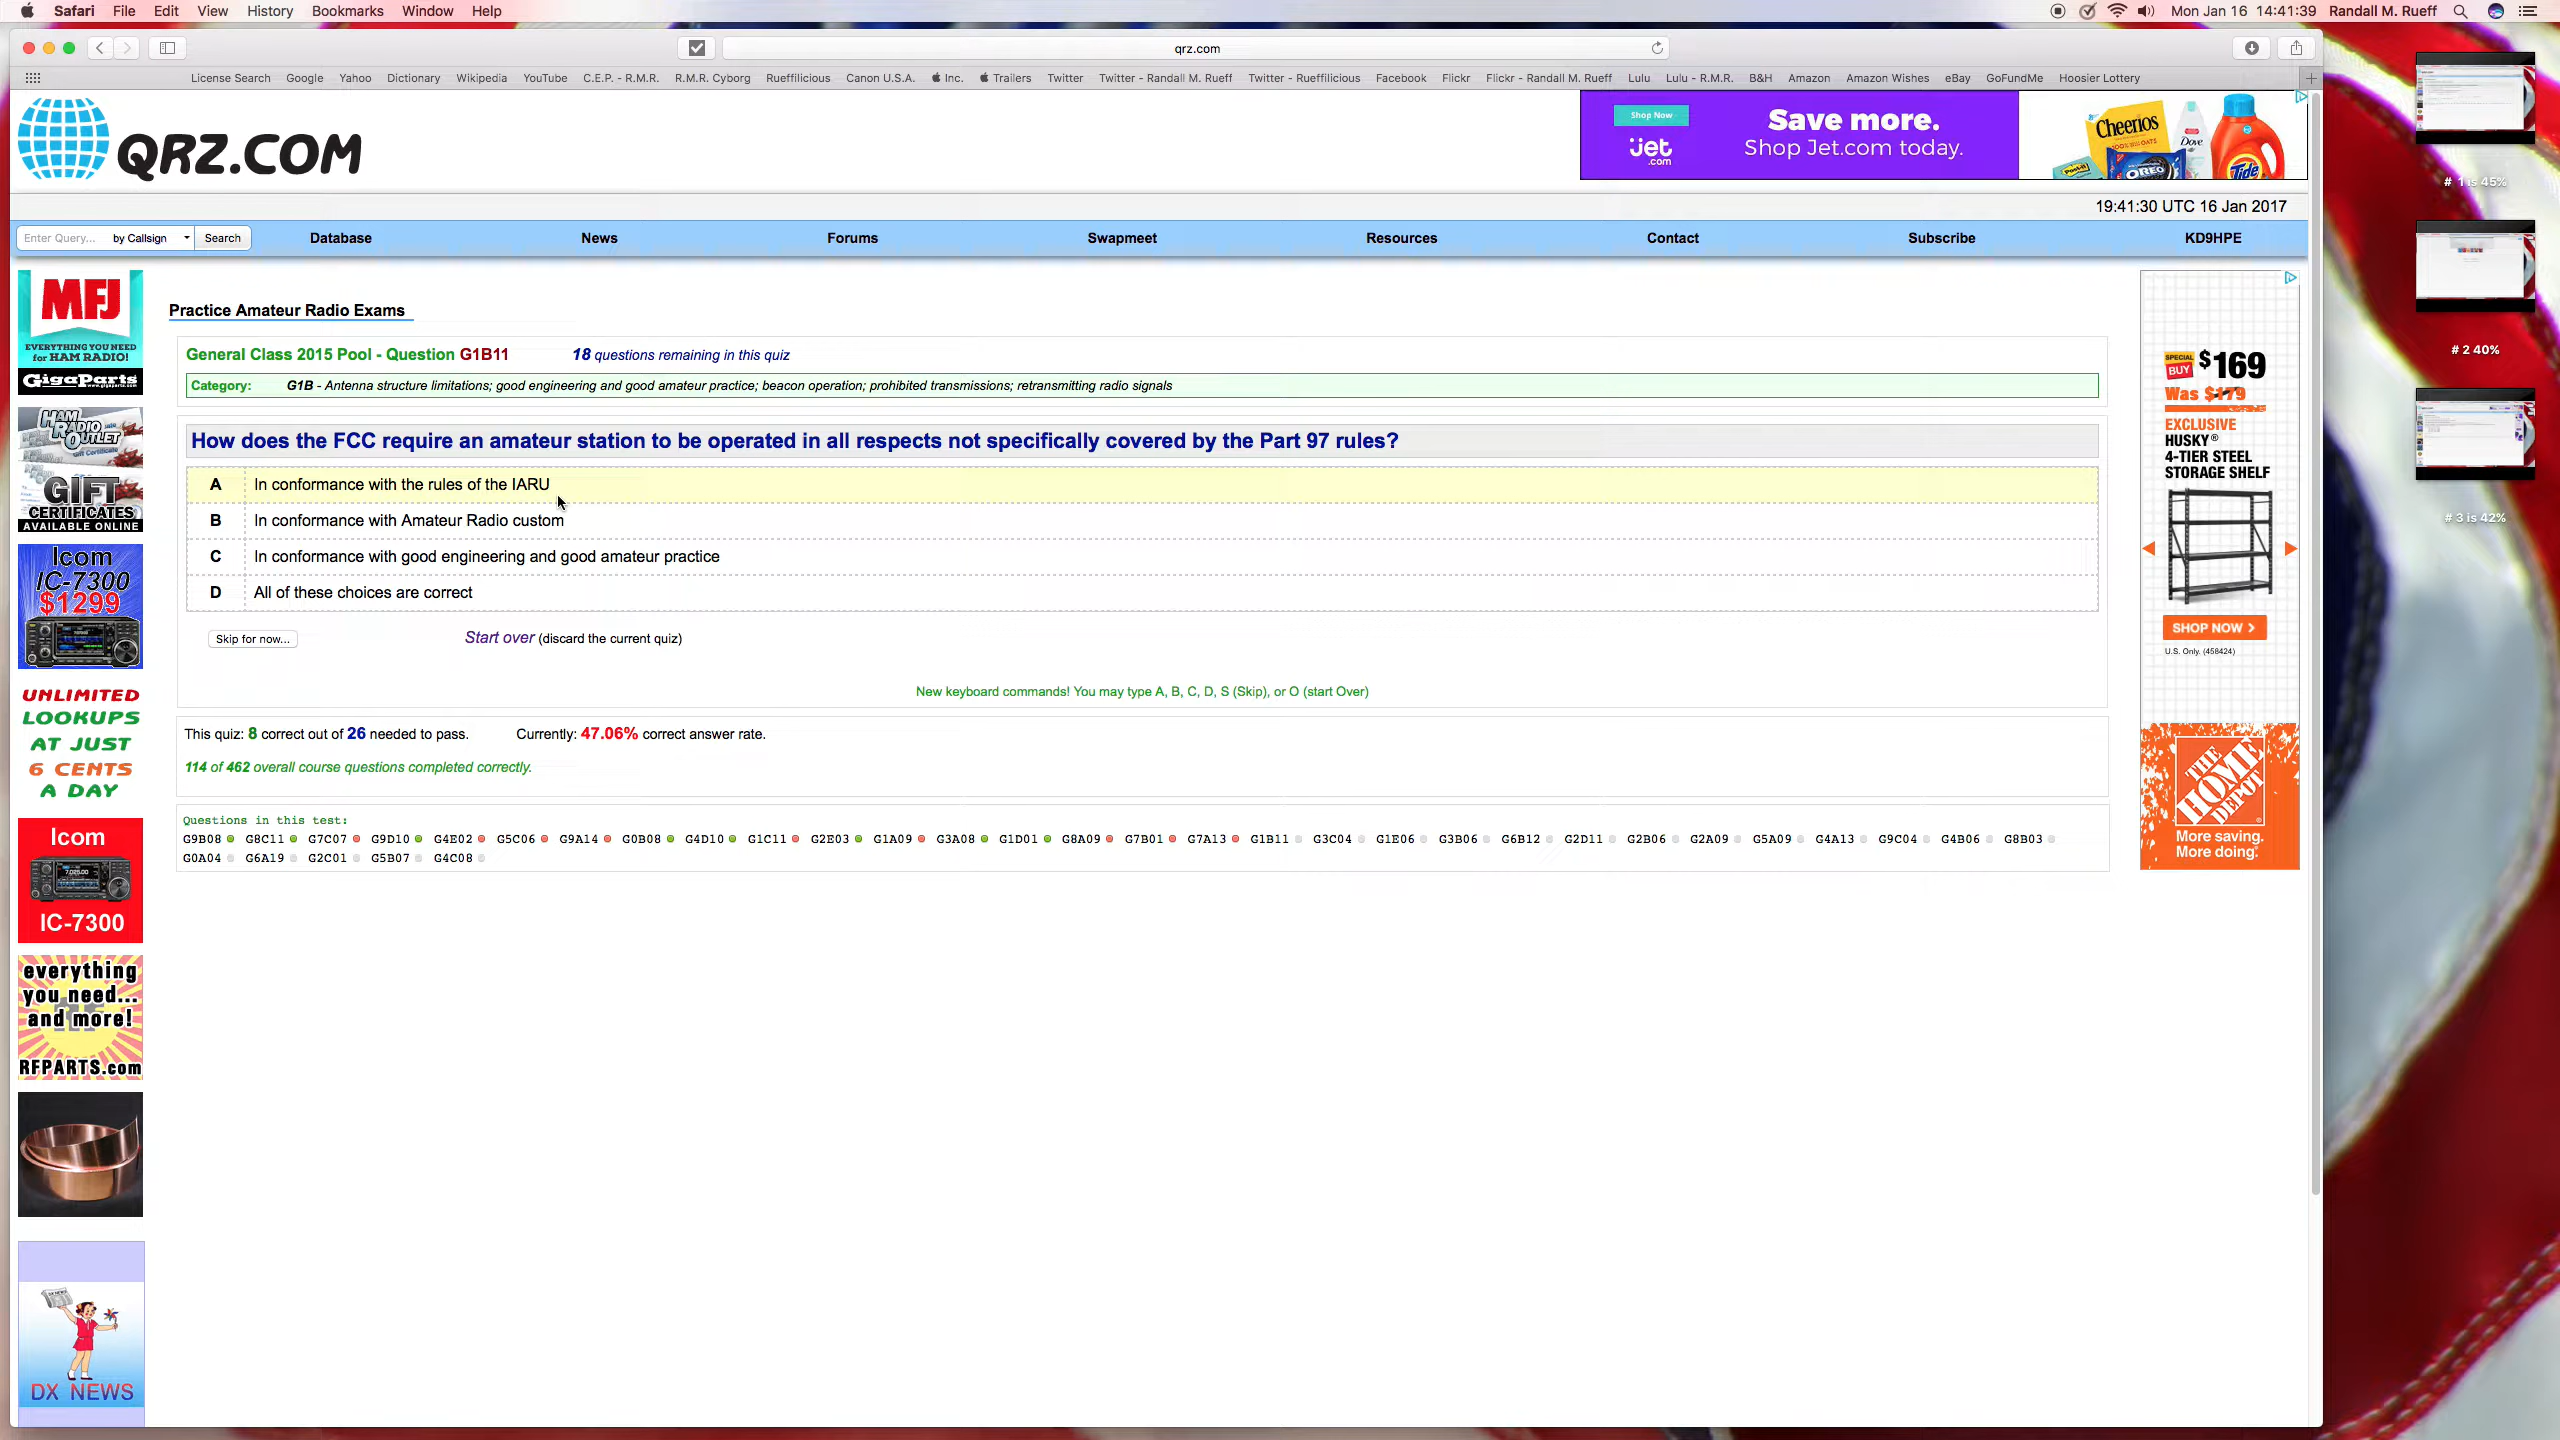 Safari File Edit View History Bookmarks Window Help
Mon Jan 16 14:41:39 Randall M. Rueff
qrz.com
License Search Google Yahoo Dictionary Wikipedia YouTube C.E.P. - R.M.R. R.M.R. Cyborg Rueffilicious Canon U.S.A. Inc. Trailers Twitter Twitter - Randall M. Rueff Twitter - Rueffilicious Facebook Flickr Flickr - Randall M. Rueff Lulu Lulu - R.M.R. B&H Amazon Amazon Wishes eBay GoFundMe Hoosier Lottery
QRZ.COM
Shop Now
jet
.com
Save more.
Shop Jet.com today.
Cheerios
Dove
Post-it
OREO
Tide
# 1 is 45%
# 2 40%
# 3 is 42%
19:41:30 UTC 16 Jan 2017
Enter Query... by Callsign Search Database News Forums Swapmeet Resources Contact Subscribe KD9HPE
MFJ
EVERYTHING YOU NEED
for HAM RADIO!
GigaParts
HAM
RADIO
OUTLET
Gift Certificate
GIFT
CERTIFICATES
AVAILABLE ONLINE
Icom
IC-7300
$1299
UNLIMITED
LOOKUPS
AT JUST
6 CENTS
A DAY
Icom
IC-7300
everything
you need...
and more!
RFPARTS.com
DX NEWS
Practice Amateur Radio Exams
General Class 2015 Pool - Question G1B11 18 questions remaining in this quiz
Category: G1B - Antenna structure limitations; good engineering and good amateur practice; beacon operation; prohibited transmissions; retransmitting radio signals
How does the FCC require an amateur station to be operated in all respects not specifically covered by the Part 97 rules?
A In conformance with the rules of the IARU
B In conformance with Amateur Radio custom
C In conformance with good engineering and good amateur practice
D All of these choices are correct
Skip for now... Start over (discard the current quiz)
New keyboard commands! You may type A, B, C, D, S (Skip), or O (start Over)
This quiz: 8 correct out of 26 needed to pass. Currently: 47.06% correct answer rate.
114 of 462 overall course questions completed correctly.
Questions in this test:
G9B08 G8C11 G7C07 G9D10 G4E02 G5C06 G9A14 G0B08 G4D10 G1C11 G2E03 G1A09 G3A08 G1D01 G8A09 G7B01 G7A13 G1B11 G3C04 G1E06 G3B06 G6B12 G2D11 G2B06 G2A09 G5A09 G4A13 G9C04 G4B06 G8B03
G0A04 G6A19 G2C01 G5B07 G4C08
SPECIAL
BUY
$169
Was $179
EXCLUSIVE
HUSKY®
4-TIER STEEL
STORAGE SHELF
SHOP NOW >
U.S. Only. (458424)
THE
HOME
DEPOT
More saving.
More doing.